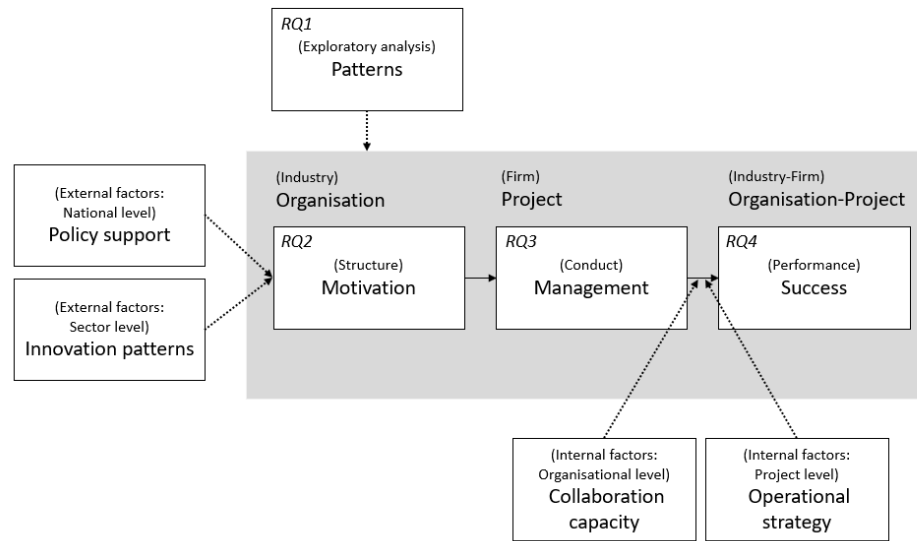 RQ1
(Exploratory analysis)
Patterns
(External factors:
National level)
Policy support
(External factors:
Sector level)
Innovation patterns
(Industry)
Organisation
RQ2
(Structure)
Motivation
(Firm)
Project
RQ3
(Conduct)
Management
(Industry-Firm)
Organisation-Project
RQ4
(Performance)
Success
(Internal factors:
Organisational level)
Collaboration
capacity
(Internal factors:
Project level)
Operational
strategy